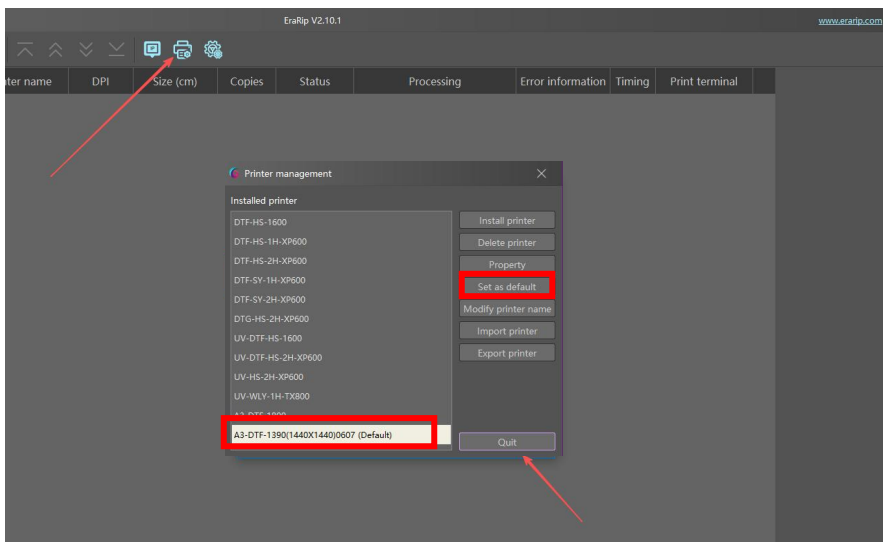 EraRip V2.10.1
www.erarip.com
nter name DPI Size (cm) Copies Status Processing Error information Timing Print terminal
Printer management
Installed printer
DTF-HS-1600
DTF-HS-1H-XP600
DTF-HS-2H-XP600
DTF-SY-1H-XP600
DTF-SY-2H-XP600
DTG-HS-2H-XP600
UV-DTF-HS-1600
UV-DTF-HS-2H-XP600
UV-HS-2H-XP600
UV-WLY-1H-TX800
A3-DTF-1390(1440X1440)0607 (Default)
Install printer
Delete printer
Property
Set as default
Modify printer name
Import printer
Export printer
Quit